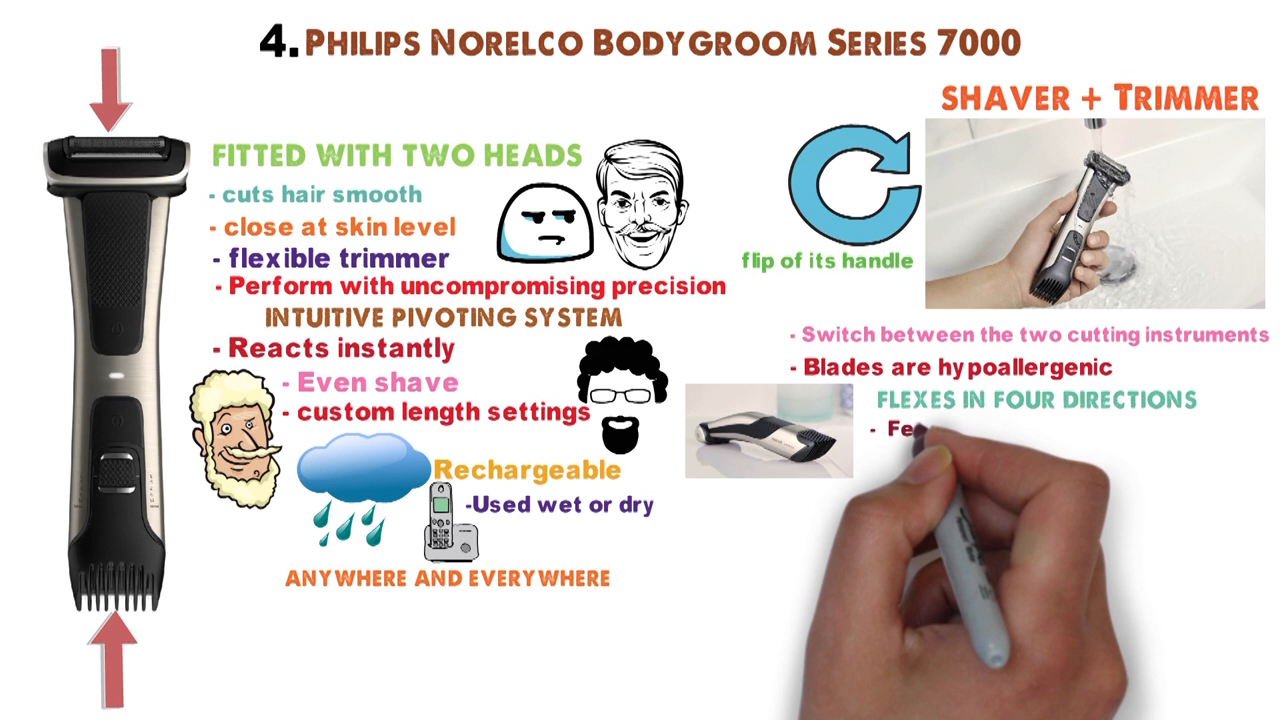 4. PHILIPS NORELCO BODYGROOM SERIES 7000
SHAVER + TRIMMER
FITTED WITH TWO HEADS
- cuts hair smooth
- close at skin level
- flexible trimmer
- Perform with uncompromising precision
flip of its handle
INTUITIVE PIVOTING SYSTEM
- Reacts instantly
- Even shave
- custom length settings
- Switch between the two cutting instruments
- Blades are hypoallergenic
FLEXES IN FOUR DIRECTIONS
- Fe
Rechargeable
-Used wet or dry
ANYWHERE AND EVERYWHERE